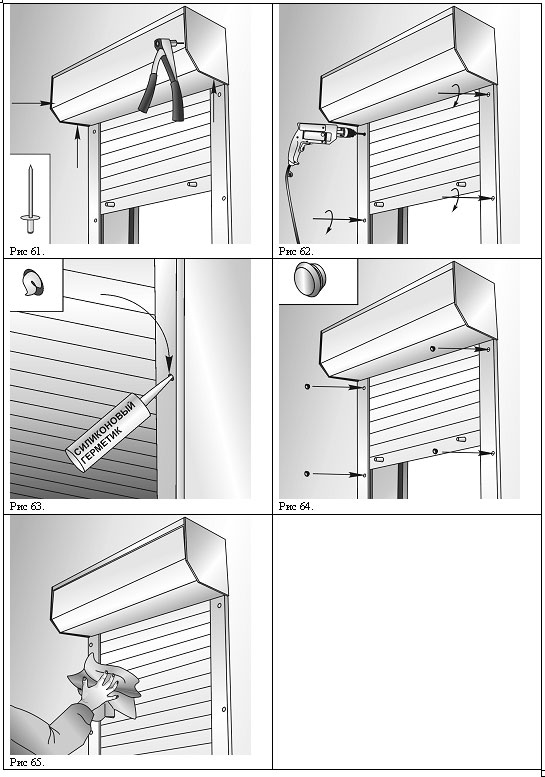 Рис 61.
Рис 62.
СИЛИКОНОВЫЙ
ГЕРМЕТИК
Рис 63.
Рис 64.
Рис 65.